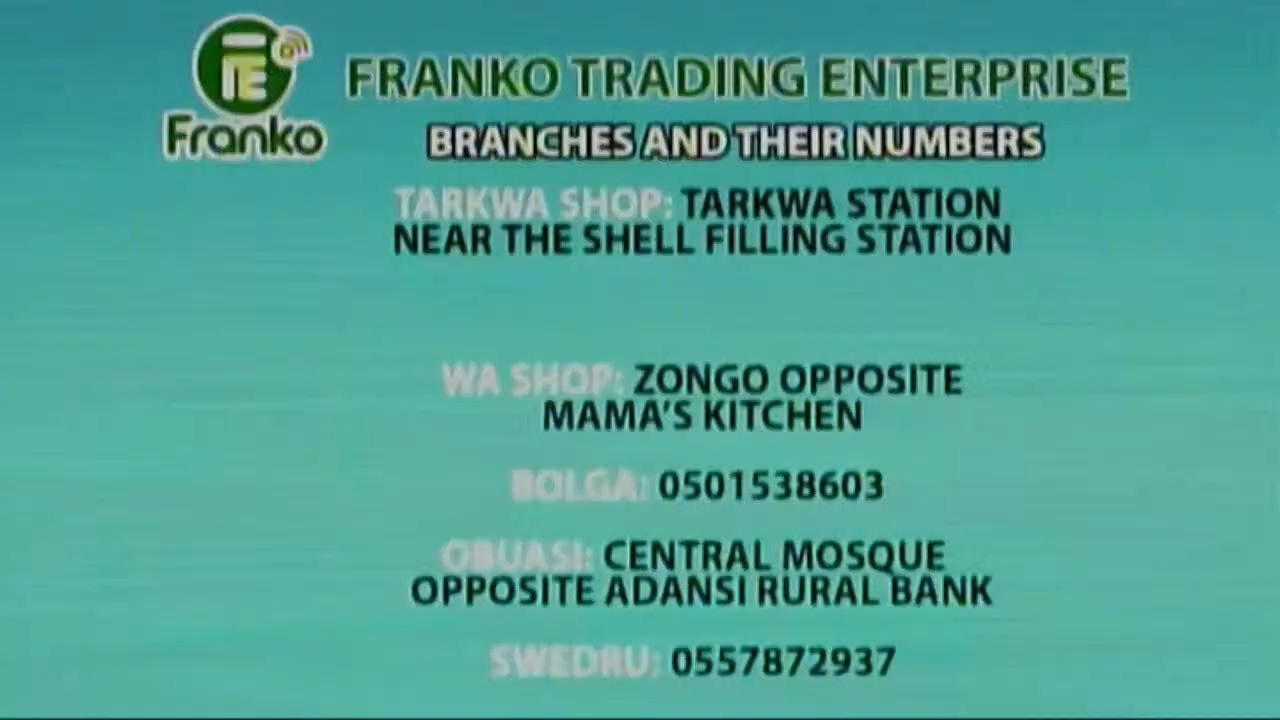 Franko
FRANKO TRADING ENTERPRISE
BRANCHES AND THEIR NUMBERS
TARKWA SHOP: TARKWA STATION
NEAR THE SHELL FILLING STATION
WA SHOP: ZONGO OPPOSITE
MAMA'S KITCHEN
BOLGA: 0501538603
OBUASI: CENTRAL MOSQUE
OPPOSITE ADANSI RURAL BANK
SWEDRU: 0557872937